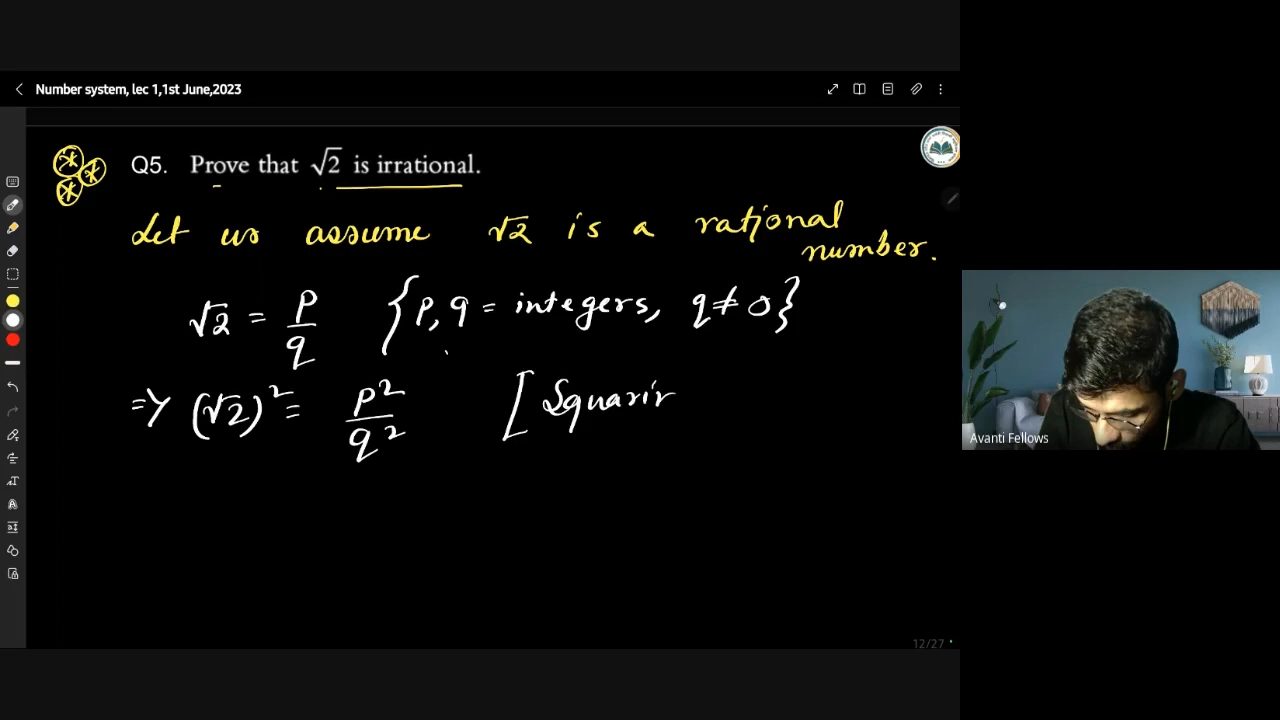 Number system, lec 1,1st June,2023
Q5. Prove that √2 is irrational.
Let us assume √2 is a rational
number.
√2 = p/q {p, q = integers, q ≠ 0}
=> (√2)² = p²/q² [Squarin
Avanti Fellows
12/27